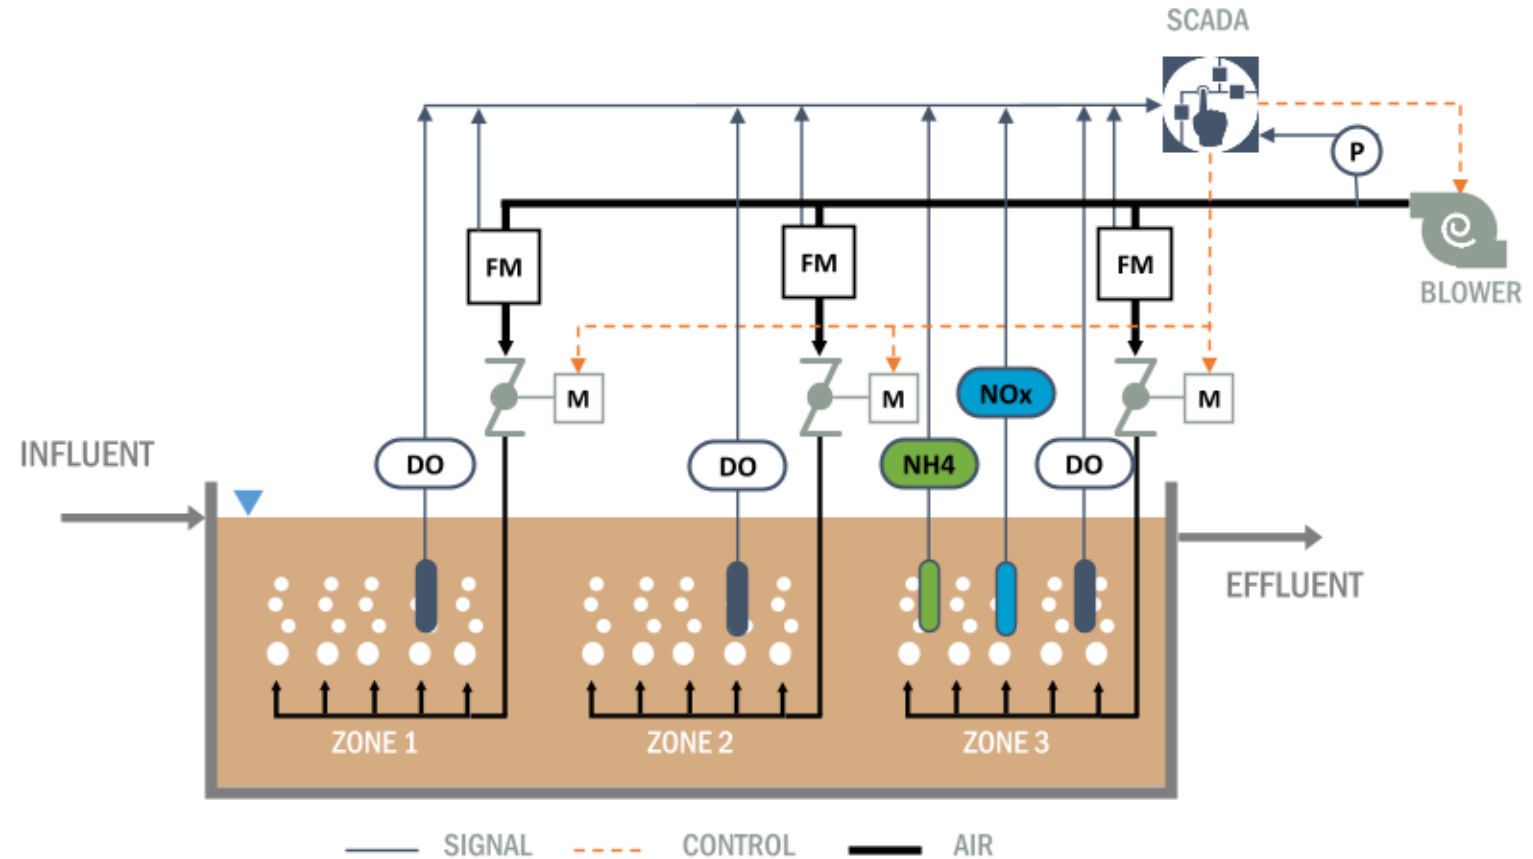 SCADA
P
FM
FM
FM
BLOWER
M
M
M
NOx
INFLUENT
DO
DO
NH4
DO
EFFLUENT
ZONE 1
ZONE 2
ZONE 3
SIGNAL
CONTROL
AIR